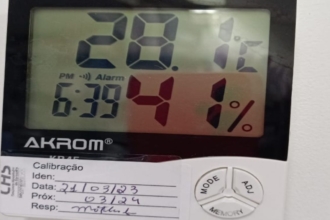 28.1°C
PM Alarm
6:39 41%
AKROM®
Calibração
LHS
Iden:
Data: 21/03/23
Próx: 03/24
Resp:
MODE
ADJ
MEMORY